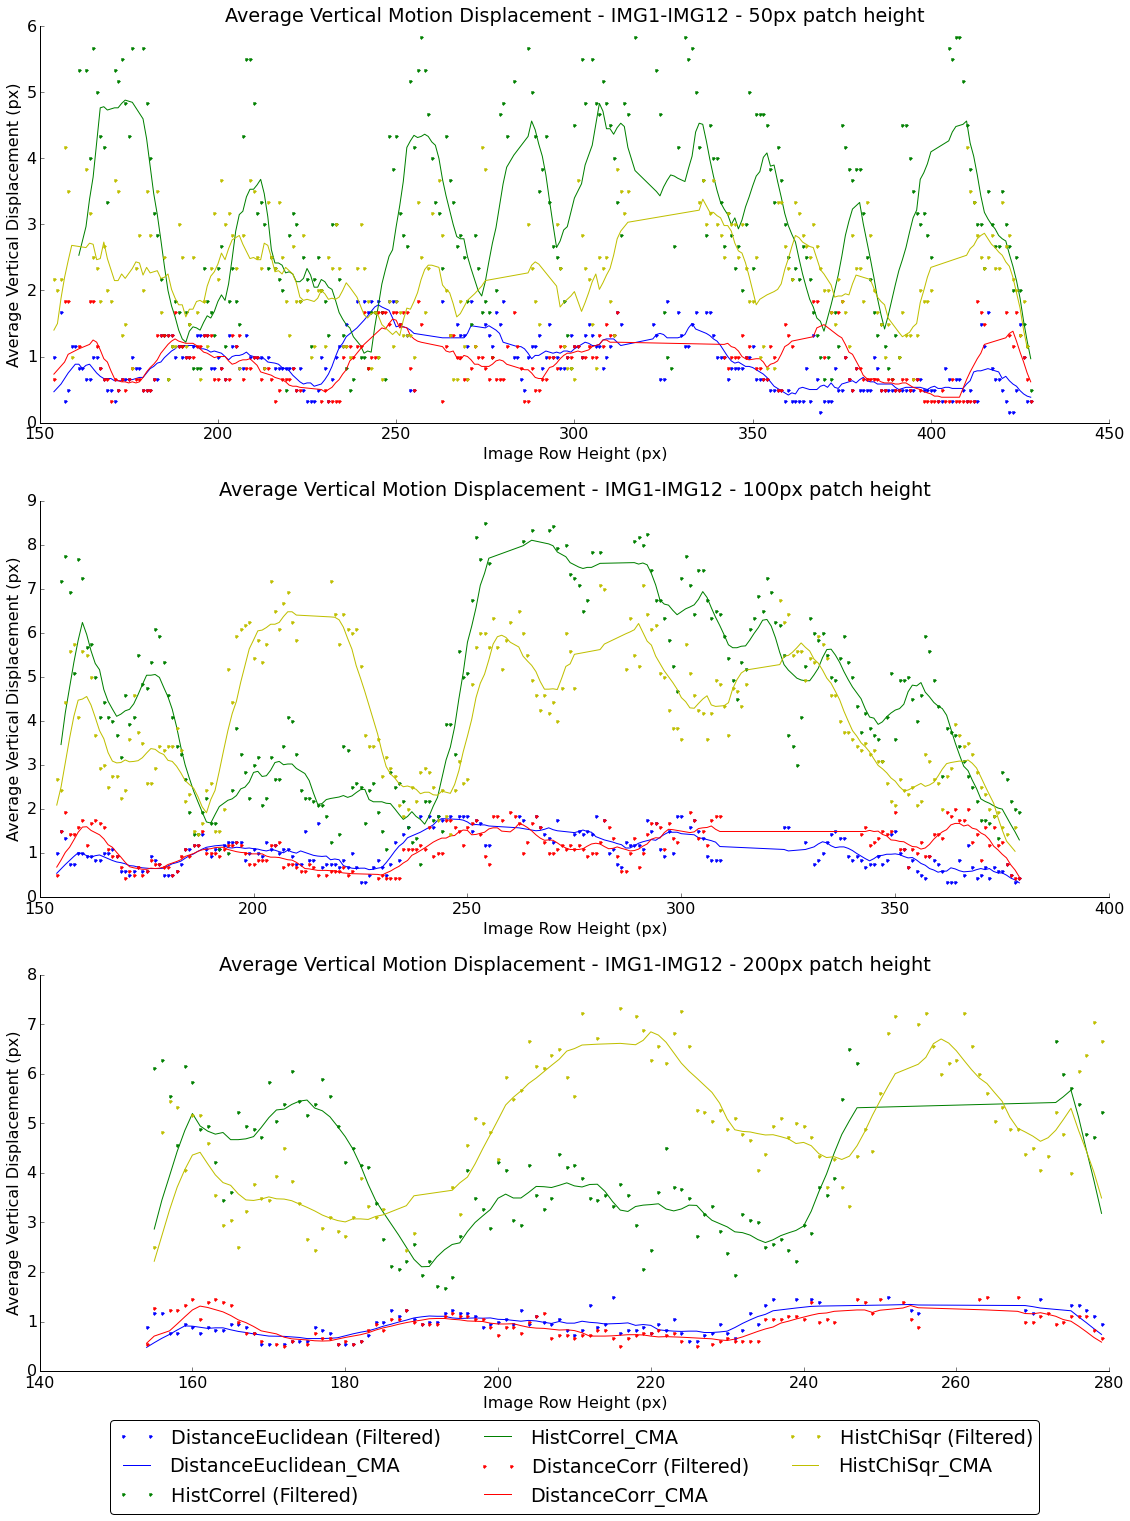 Average Vertical Motion Displacement - IMG1-IMG12 - 50px patch height
Average Vertical Displacement (px)
6
5
4
3
2
1
0
150 200 250 300 350 400 450
Image Row Height (px)
Average Vertical Motion Displacement - IMG1-IMG12 - 100px patch height
Average Vertical Displacement (px)
9
8
7
6
5
4
3
2
1
0
150 200 250 300 350 400
Image Row Height (px)
Average Vertical Motion Displacement - IMG1-IMG12 - 200px patch height
Average Vertical Displacement (px)
8
7
6
5
4
3
2
1
0
140 160 180 200 220 240 260 280
Image Row Height (px)
DistanceEuclidean (Filtered) HistCorrel_CMA HistChiSqr (Filtered)
DistanceEuclidean_CMA DistanceCorr (Filtered) HistChiSqr_CMA
HistCorrel (Filtered) DistanceCorr_CMA